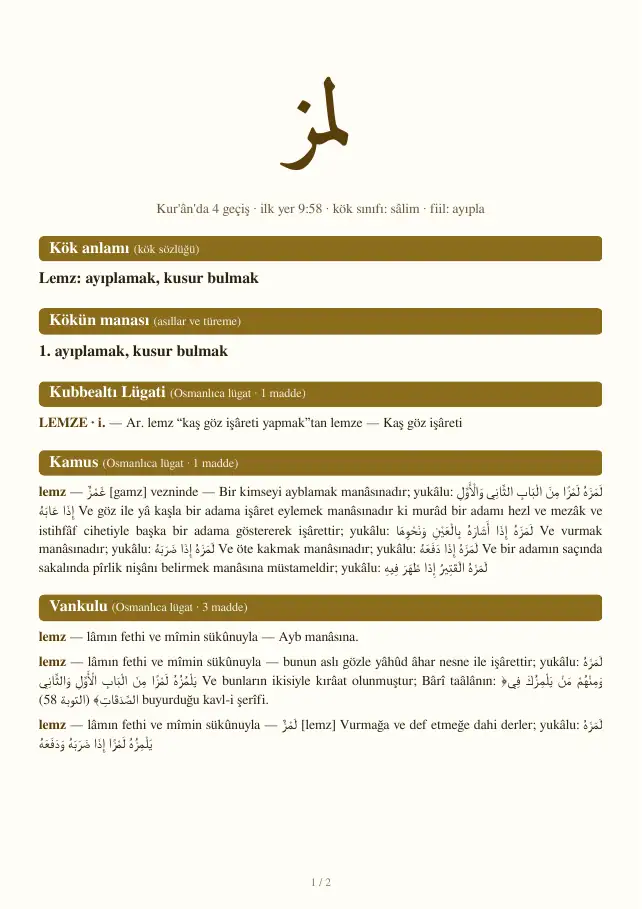 لمز
Kur'ân'da 4 geçiş · ilk yer 9:58 · kök sınıfı: sâlim · fiil: ayıpla
Kök anlamı (kök sözlüğü)
Lemz: ayıplamak, kusur bulmak
Kökün manası (asıllar ve türeme)
1. ayıplamak, kusur bulmak
Kubbealtı Lügati (Osmanlıca lügat · 1 madde)
LEMZE · i. — Ar. lemz “kaş göz işâreti yapmak”tan lemze — Kaş göz işâreti
Kamus (Osmanlıca lügat · 1 madde)
lemz — غَمْزٌ [gamz] vezninde — Bir kimseyi ayblamak manâsınadır; yukâlu: لَمَزَهُ لَمْزًا مِنَ الْبَابِ الثَّانِي وَالْأَوَّلِ
إِذَا عَابَهُ Ve göz ile yâ kaşla bir adama işâret eylemek manâsınadır ki murâd bir adamı hezl ve mezâk ve
istihfâf cihetiyle başka bir adama göstererek işârettir; yukâlu: لَمَزَهُ إِذَا أَشَارَهُ بِالْعَيْنِ وَنَحْوِهَا Ve vurmak
manâsınadır; yukâlu: لَمَزَهُ إِذَا ضَرَبَهُ Ve öte kakmak manâsınadır; yukâlu: لَمَزَهُ إِذَا دَفَعَهُ Ve bir adamın saçında
sakalında pîrlik nişânı belirmek manâsına müstameldir; yukâlu: لَمَزَهُ الْقَتِيرُ إِذَا ظَهَرَ فِيهِ
Vankulu (Osmanlıca lügat · 3 madde)
lemz — lâmın fethi ve mîmin sükûnuyla — Ayb manâsına.
lemz — lâmın fethi ve mîmin sükûnuyla — bunun aslı gözle yâhûd âhar nesne ile işârettir; yukâlu: لَمَزَهُ
يَلْمُزُهُ لَمْزًا مِنَ الْبَابِ الْأَوَّلِ وَالثَّانِي Ve bunların ikisiyle kırâat olunmuştur; Bârî taâlânın: ﴿وَمِنْهُمْ مَنْ يَلْمِزُكَ فِي
الصَّدَقَاتِ﴾ (التوبة 58) buyurduğu kavl-i şerîfi.
lemz — lâmın fethi ve mîmin sükûnuyla — لَمْزٌ [lemz] Vurmağa ve def etmeğe dahi derler; yukâlu: لَمَزَهُ
يَلْمِزُهُ لَمْزًا إِذَا ضَرَبَهُ وَدَفَعَهُ
1 / 2